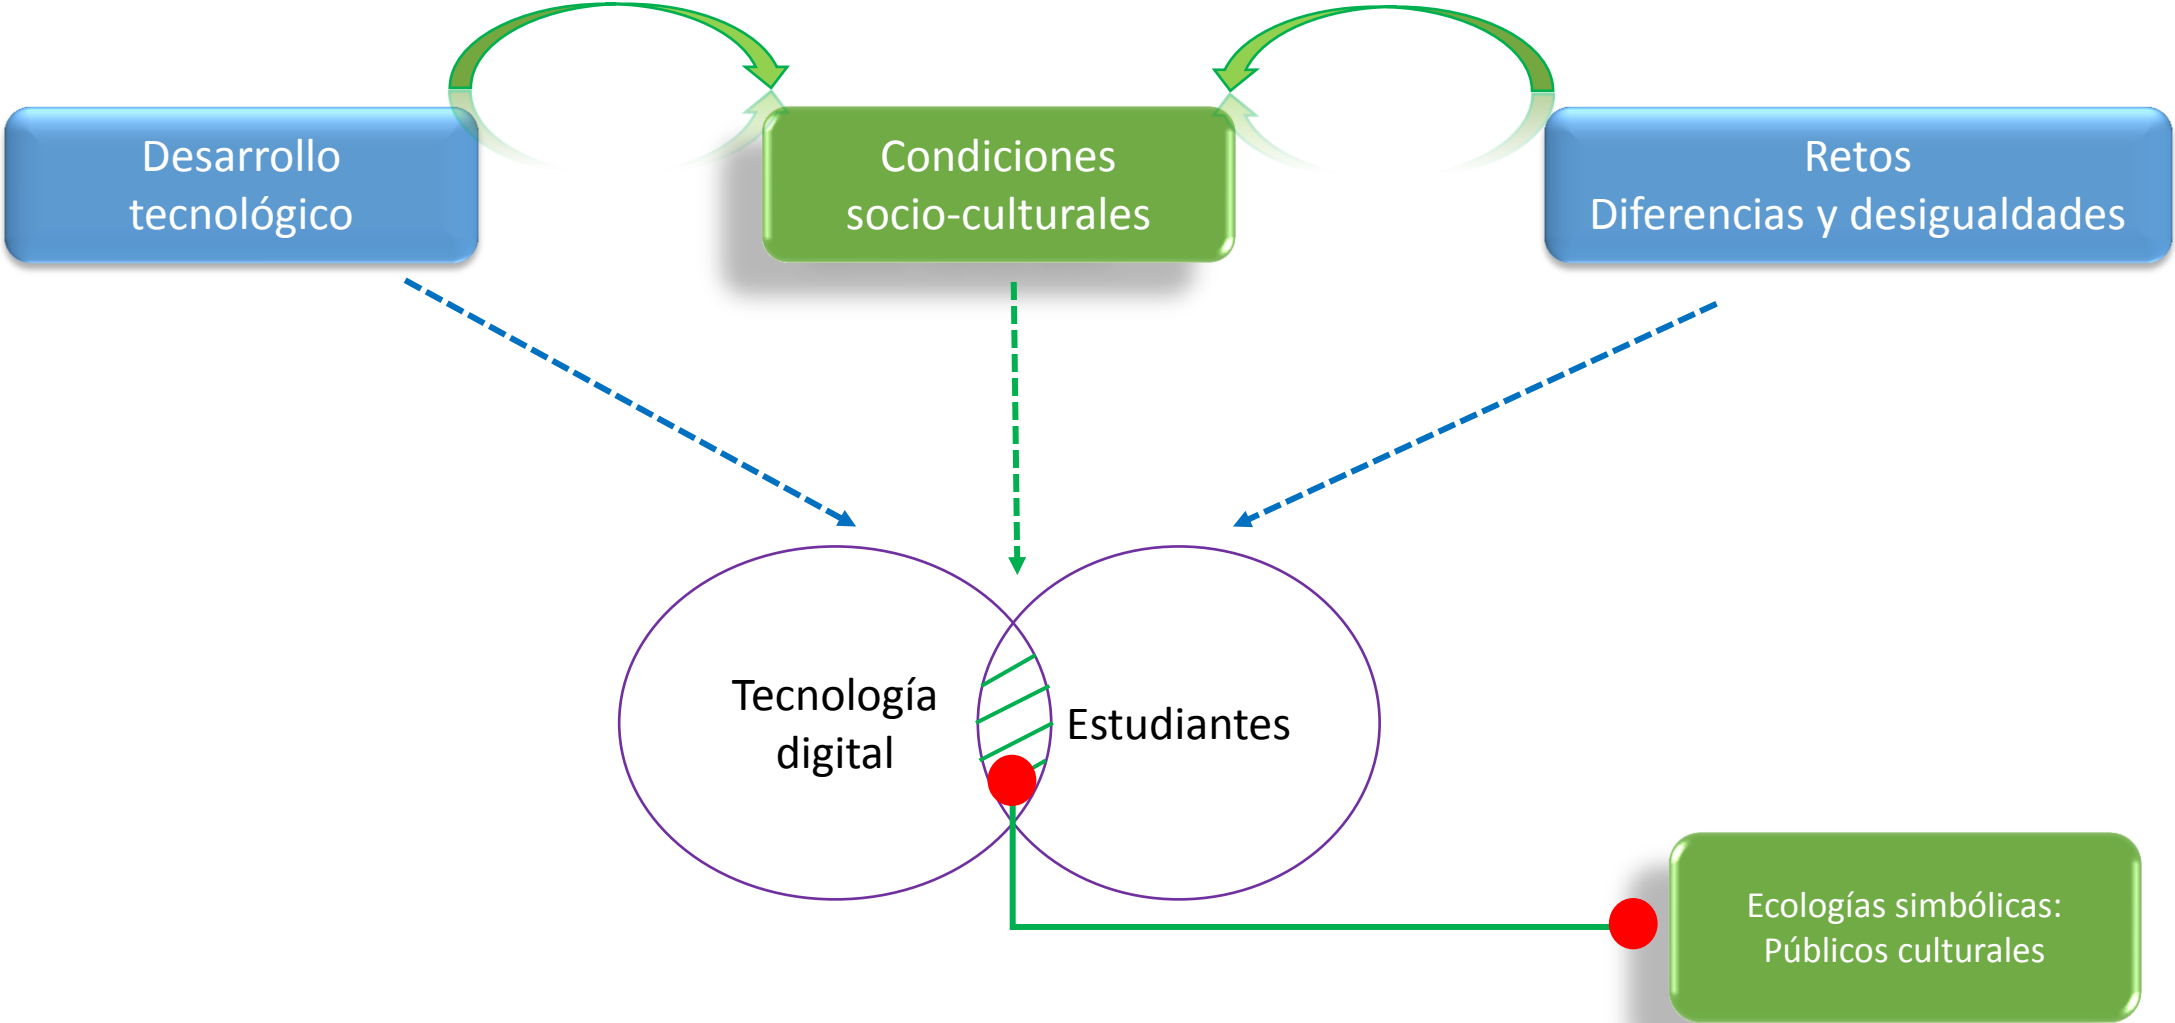 Desarrollo
tecnológico
Condiciones
socio-culturales
Retos
Diferencias y desigualdades
Tecnología
digital
Estudiantes
Ecologías simbólicas:
Públicos culturales